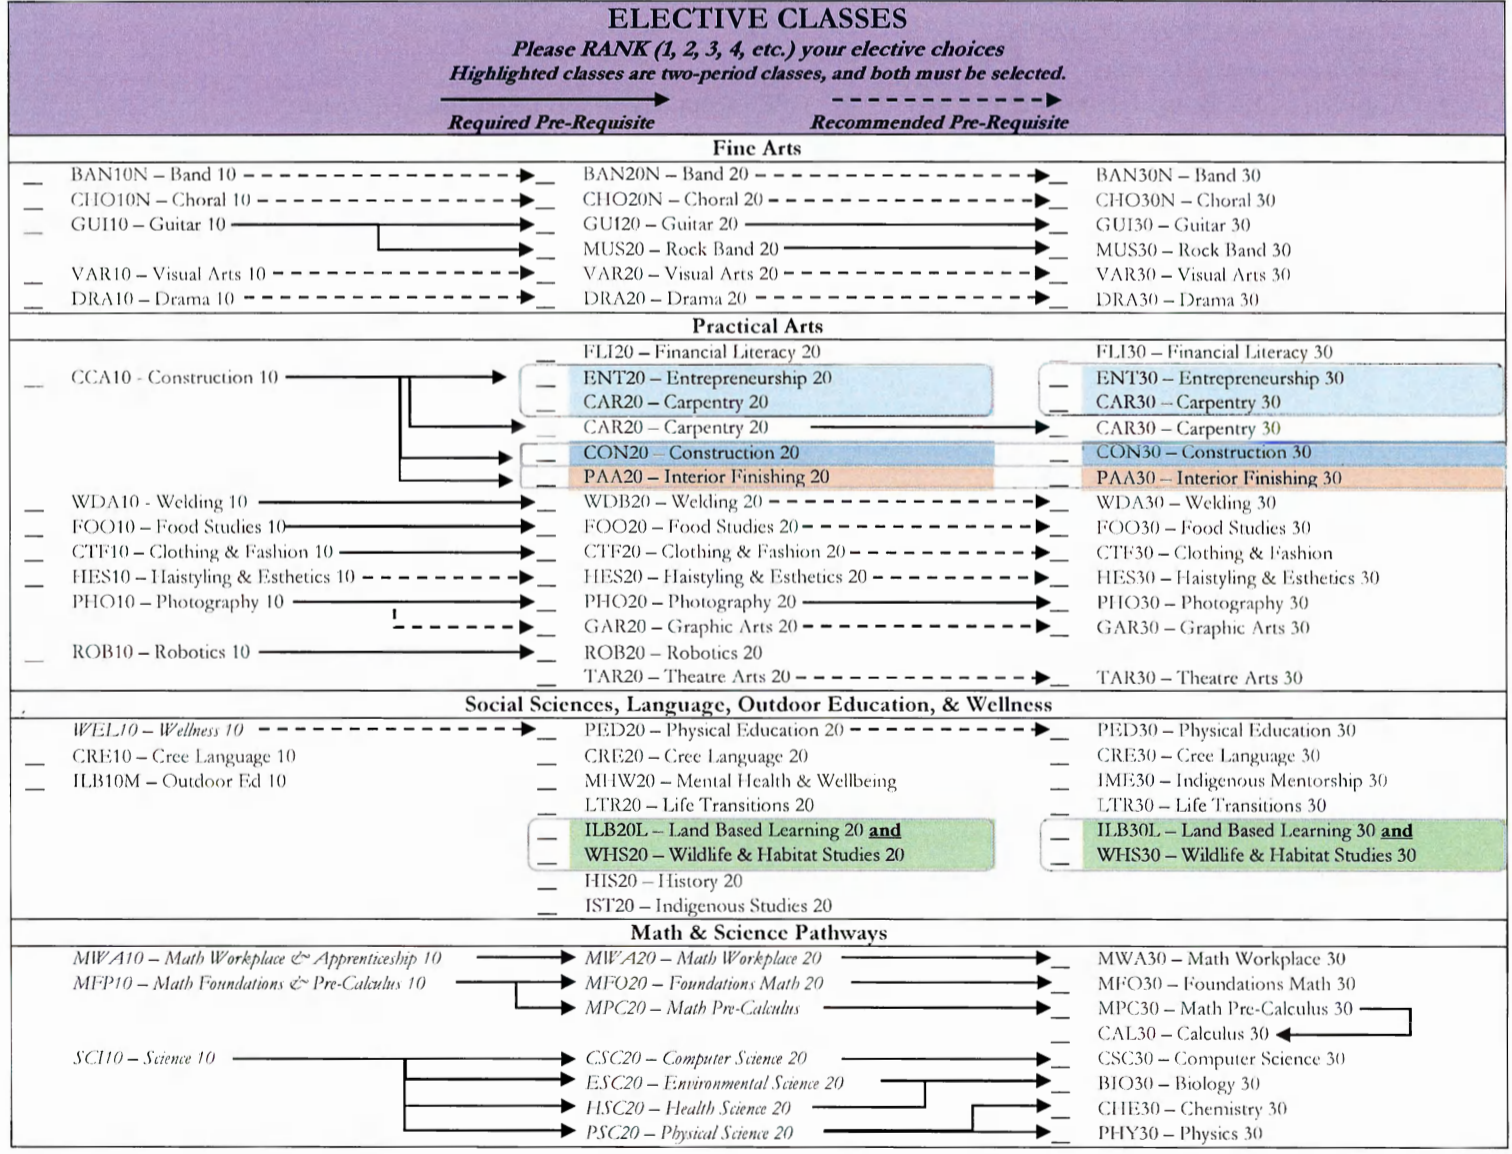 ELECTIVE CLASSES
Please RANK (1, 2, 3, 4, etc.) your elective choices
Highlighted classes are two-period classes, and both must be selected.
Required Pre-Requisite Recommended Pre-Requisite
Fine Arts
BAN10N – Band 10 BAN20N – Band 20 BAN30N – Band 30
CHO10N – Choral 10 CHO20N – Choral 20 CHO30N – Choral 30
GUI10 – Guitar 10 GUI20 – Guitar 20 GUI30 – Guitar 30
MUS20 – Rock Band 20 MUS30 – Rock Band 30
VAR10 – Visual Arts 10 VAR20 – Visual Arts 20 VAR30 – Visual Arts 30
DRA10 – Drama 10 DRA20 – Drama 20 DRA30 – Drama 30
Practical Arts
FLI20 – Financial Literacy 20 FLI30 – Financial Literacy 30
CCA10 - Construction 10 ENT20 – Entrepreneurship 20 ENT30 – Entrepreneurship 30
CAR20 – Carpentry 20 CAR30 – Carpentry 30
CAR20 – Carpentry 20 CAR30 – Carpentry 30
CON20 – Construction 20 CON30 – Construction 30
PAA20 – Interior Finishing 20 PAA30 – Interior Finishing 30
WDA10 - Welding 10 WDB20 – Welding 20 WDA30 – Welding 30
FOO10 – Food Studies 10 FOO20 – Food Studies 20 FOO30 – Food Studies 30
CTF10 – Clothing & Fashion 10 CTF20 – Clothing & Fashion 20 CTF30 – Clothing & Fashion
HES10 – Haistyling & Esthetics 10 HES20 – Haistyling & Esthetics 20 HES30 – Haistyling & Esthetics 30
PHO10 – Photography 10 PHO20 – Photography 20 PHO30 – Photography 30
GAR20 – Graphic Arts 20 GAR30 – Graphic Arts 30
ROB10 – Robotics 10 ROB20 – Robotics 20
TAR20 – Theatre Arts 20 TAR30 – Theatre Arts 30
Social Sciences, Language, Outdoor Education, & Wellness
WEL10 – Wellness 10 PED20 – Physical Education 20 PED30 – Physical Education 30
CRE10 – Cree Language 10 CRE20 – Cree Language 20 CRE30 – Cree Language 30
ILB10M – Outdoor Ed 10 MHW20 – Mental Health & Wellbeing IME30 – Indigenous Mentorship 30
LTR20 – Life Transitions 20 LTR30 – Life Transitions 30
ILB20L – Land Based Learning 20 and ILB30L – Land Based Learning 30 and
WHS20 – Wildlife & Habitat Studies 20 WHS30 – Wildlife & Habitat Studies 30
HIS20 – History 20
IST20 – Indigenous Studies 20
Math & Science Pathways
MWA10 – Math Workplace & Apprenticeship 10 MWA20 – Math Workplace 20 MWA30 – Math Workplace 30
MFP10 – Math Foundations & Pre-Calculus 10 MFO20 – Foundations Math 20 MFO30 – Foundations Math 30
MPC20 – Math Pre-Calculus MPC30 – Math Pre-Calculus 30
CAL30 – Calculus 30
SCI10 – Science 10 CSC20 – Computer Science 20 CSC30 – Computer Science 30
ESC20 – Environmental Science 20 BIO30 – Biology 30
HSC20 – Health Science 20 CHE30 – Chemistry 30
PSC20 – Physical Science 20 PHY30 – Physics 30